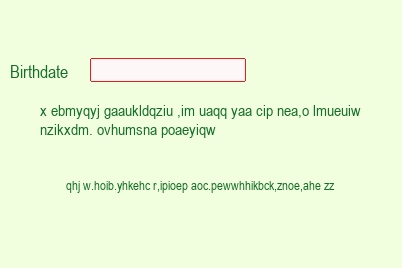 Birthdate
x ebmyqyj gaaukldqziu ,im uaqq yaa cip nea,o lmueuiw
nzikxdm. ovhumsna poaeyiqw
qhj w.hoib.yhkehc r,ipioep aoc.pewwhhikbck,znoe,ahe zz